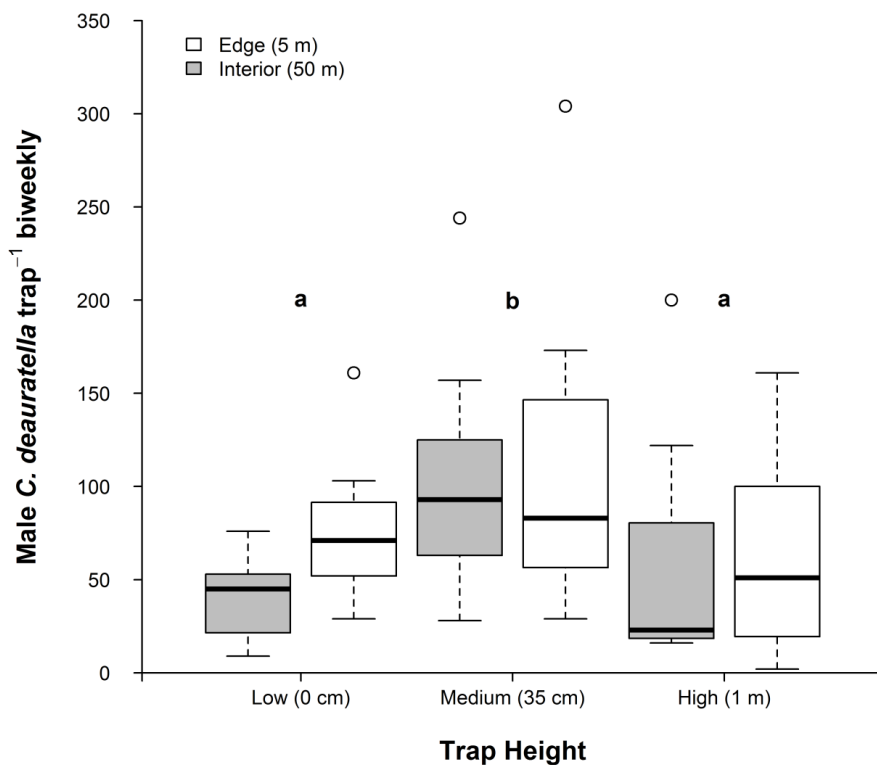 350
300
250
200
150
100
50
0
Male C. deauratella trap⁻¹ biweekly
Edge (5 m)
Interior (50 m)
a
b
a
Low (0 cm)
Medium (35 cm)
High (1 m)
Trap Height